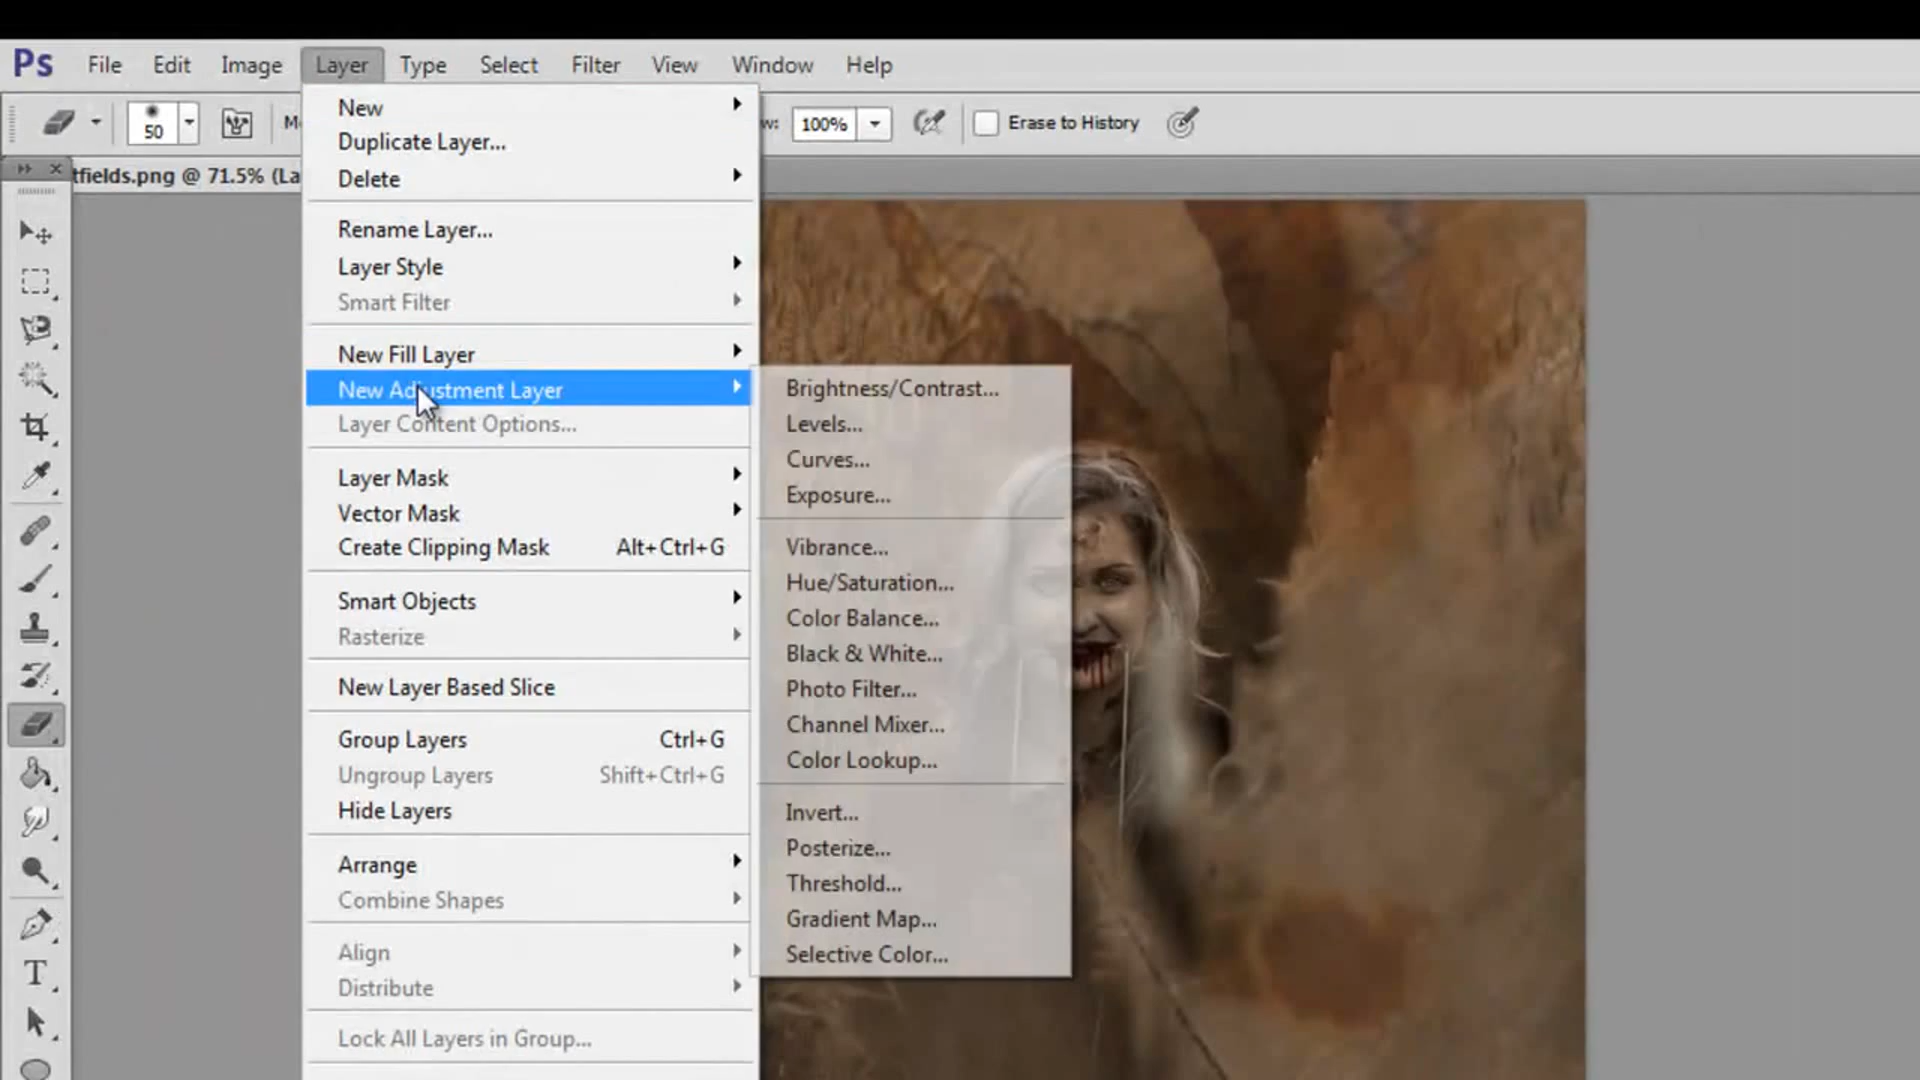 Ps File Edit Image Layer Type Select Filter View Window Help
50 100% Erase to History
tfields.png @ 71.5% (La
New
Duplicate Layer...
Delete
Rename Layer...
Layer Style
Smart Filter
New Fill Layer
New Adjustment Layer
Layer Content Options...
Layer Mask
Vector Mask
Create Clipping Mask Alt+Ctrl+G
Smart Objects
Rasterize
New Layer Based Slice
Group Layers Ctrl+G
Ungroup Layers Shift+Ctrl+G
Hide Layers
Arrange
Combine Shapes
Align
Distribute
Lock All Layers in Group...
Brightness/Contrast...
Levels...
Curves...
Exposure...
Vibrance...
Hue/Saturation...
Color Balance...
Black & White...
Photo Filter...
Channel Mixer...
Color Lookup...
Invert...
Posterize...
Threshold...
Gradient Map...
Selective Color...
T